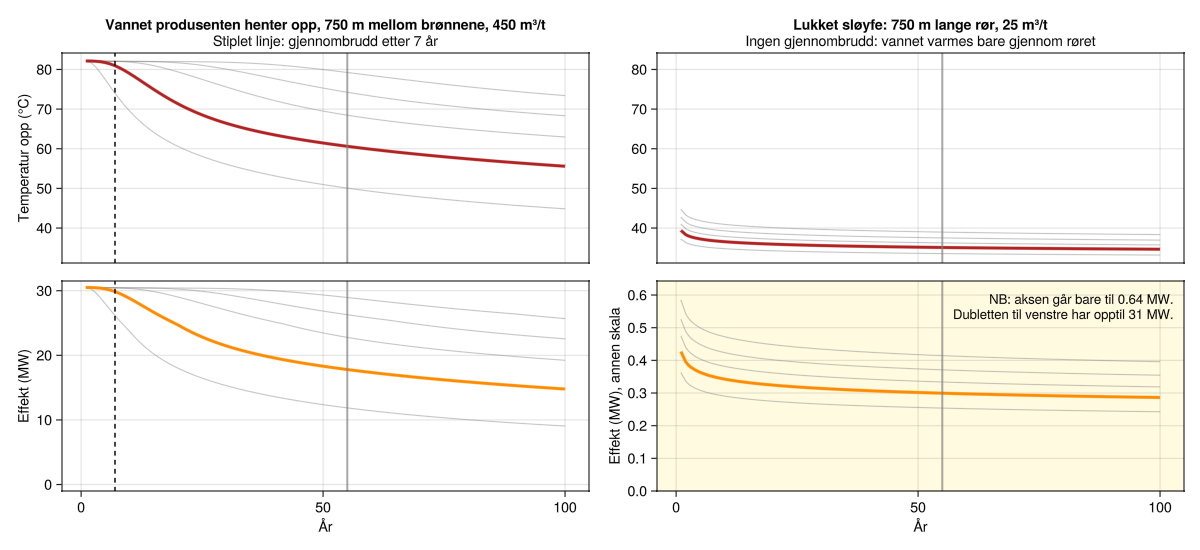 Vannet produsenten henter opp, 750 m mellom brønnene, 450 m³/t
Stiplet linje: gjennombrudd etter 7 år
80
70
60
50
40
Temperatur opp (°C)
Lukket sløyfe: 750 m lange rør, 25 m³/t
Ingen gjennombrudd: vannet varmes bare gjennom røret
80
70
60
50
40
30
20
10
0
Effekt (MW)
0
50
100
År
NB: aksen går bare til 0.64 MW.
Dubletten til venstre har opptil 31 MW.
0.6
0.5
0.4
0.3
0.2
0.1
0.0
Effekt (MW), annen skala
0
50
100
År